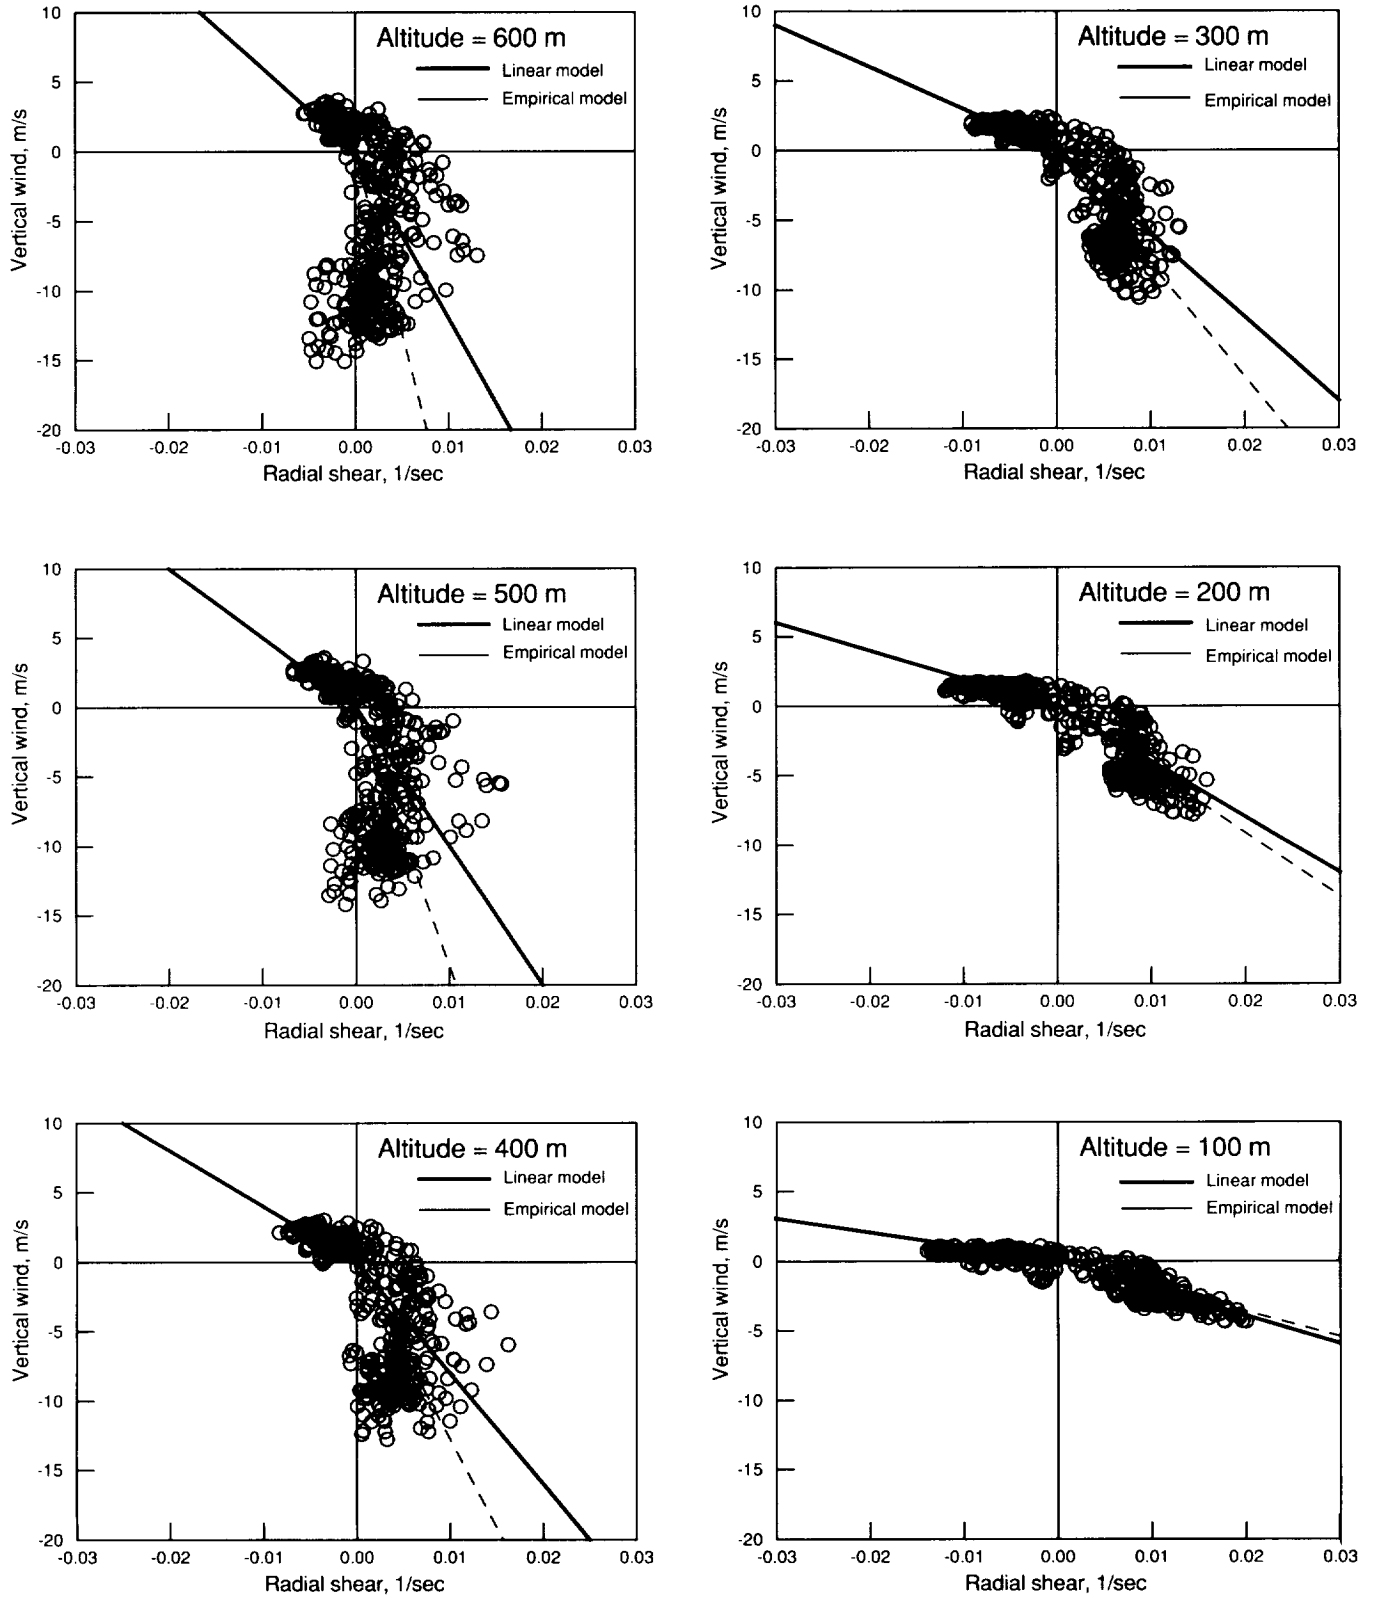 Altitude = 600 m
Linear model
Empirical model
10
5
0
-5
-10
-15
-20
Vertical wind, m/s
-0.03 -0.02 -0.01 0.00 0.01 0.02 0.03
Radial shear, 1/sec
Altitude = 300 m
Linear model
Empirical model
10
5
0
-5
-10
-15
-20
Vertical wind, m/s
-0.03 -0.02 -0.01 0.00 0.01 0.02 0.03
Radial shear, 1/sec
Altitude = 500 m
Linear model
Empirical model
10
5
0
-5
-10
-15
-20
Vertical wind, m/s
-0.03 -0.02 -0.01 0.00 0.01 0.02 0.03
Radial shear, 1/sec
Altitude = 200 m
Linear model
Empirical model
10
5
0
-5
-10
-15
-20
Vertical wind, m/s
-0.03 -0.02 -0.01 0.00 0.01 0.02 0.03
Radial shear, 1/sec
Altitude = 400 m
Linear model
Empirical model
10
5
0
-5
-10
-15
-20
Vertical wind, m/s
-0.03 -0.02 -0.01 0.00 0.01 0.02 0.03
Radial shear, 1/sec
Altitude = 100 m
Linear model
Empirical model
10
5
0
-5
-10
-15
-20
Vertical wind, m/s
-0.03 -0.02 -0.01 0.00 0.01 0.02 0.03
Radial shear, 1/sec